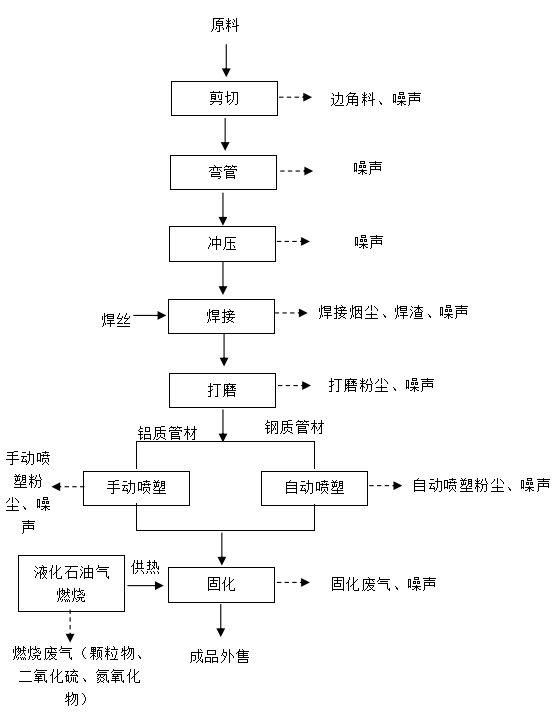 原料
剪切
边角料、噪声
弯管
噪声
冲压
噪声
焊丝
焊接
焊接烟尘、焊渣、噪声
打磨
打磨粉尘、噪声
铝质管材
钢质管材
手动喷
塑粉
尘、噪
声
手动喷塑
自动喷塑
自动喷塑粉尘、噪声
液化石油气
燃烧
供热
固化
固化废气、噪声
燃烧废气（颗粒物、
二氧化硫、氮氧化
物）
成品外售